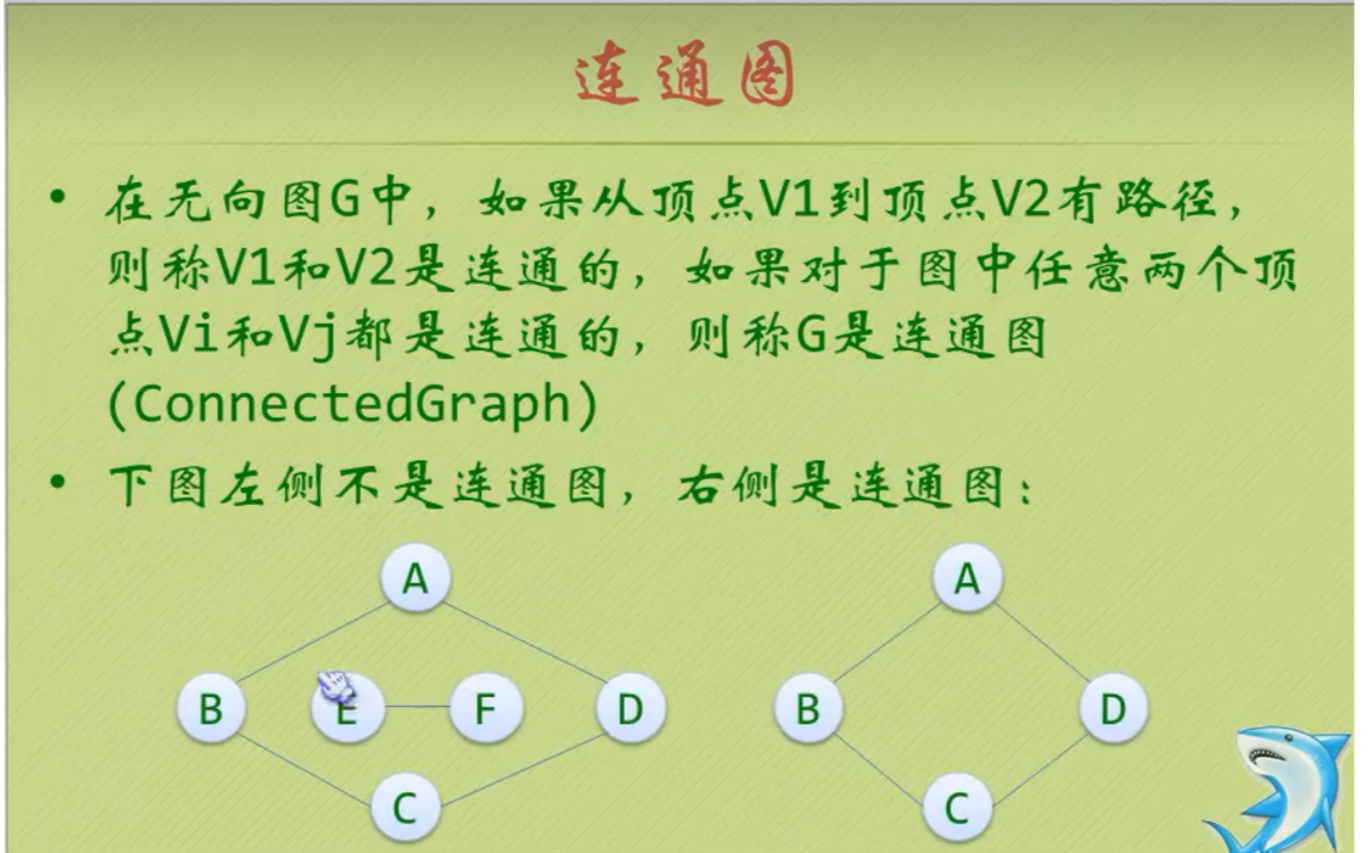 连通图
• 在无向图G中，如果从顶点V1到顶点V2有路径，
则称V1和V2是连通的，如果对于图中任意两个顶
点Vi和Vj都是连通的，则称G是连通图
(ConnectedGraph)
• 下图左侧不是连通图，右侧是连通图：
A
B E F D
C
A
B D
C